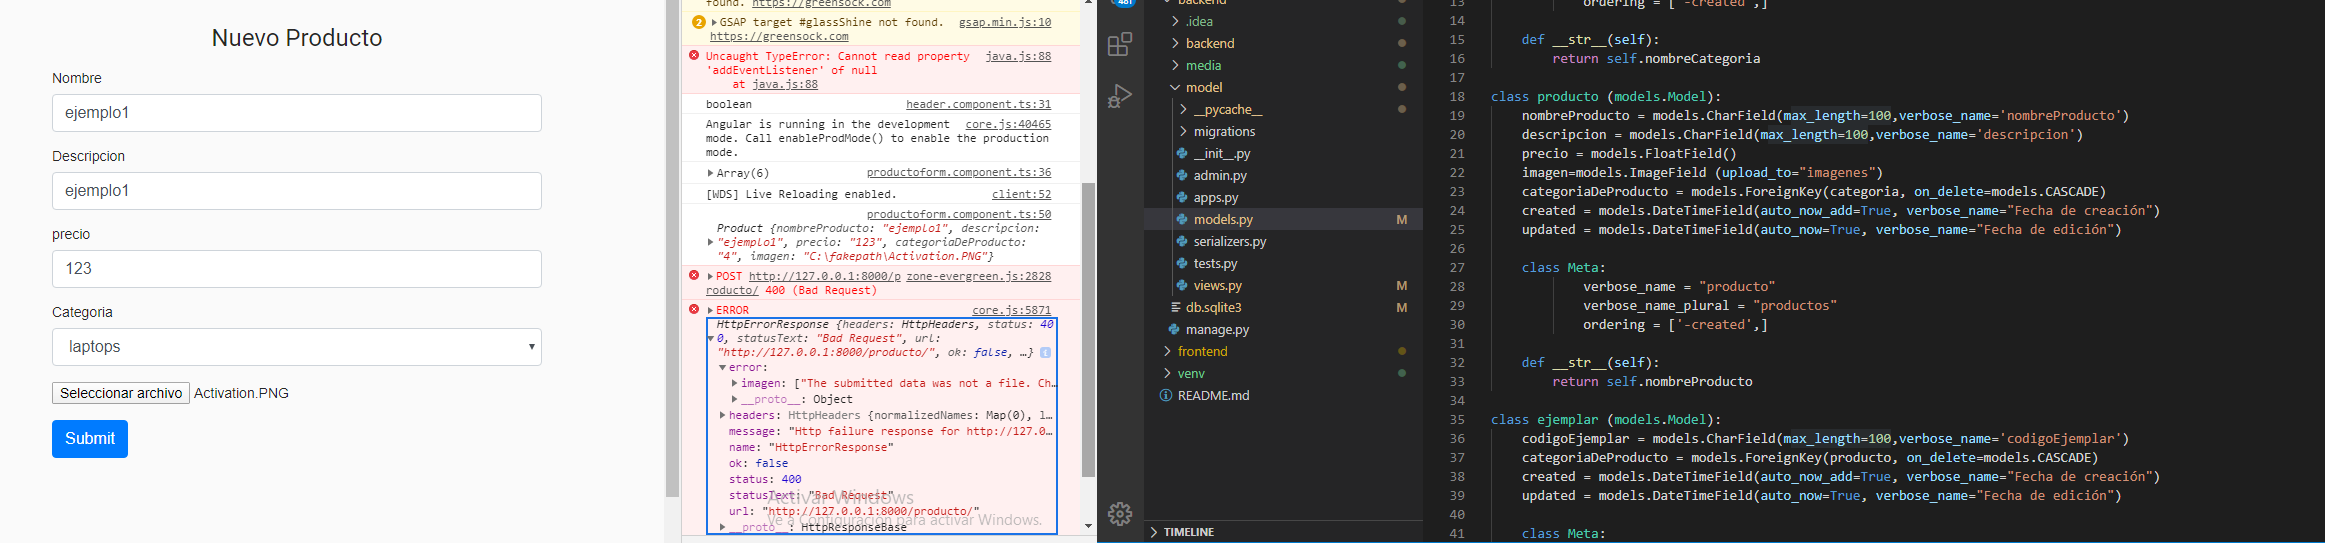 Nuevo Producto
Nombre
ejemplo1
Descripcion
ejemplo1
precio
123
Categoria
laptops
Seleccionar archivo Activation.PNG
Submit
found. https://greensock.com
2 GSAP target #glassShine not found. gsap.min.js:10
https://greensock.com
Uncaught TypeError: Cannot read property java.js:88
'addEventListener' of null
at java.js:88
boolean header.component.ts:31
Angular is running in the development core.js:40465
mode. Call enableProdMode() to enable the production
mode.
Array(6) productoform.component.ts:36
[WDS] Live Reloading enabled. client:52
productoform.component.ts:50
Product {nombreProducto: "ejemplo1", descripcion:
"ejemplo1", precio: "123", categoriaDeProducto:
"4", imagen: "C:\fakepath\Activation.PNG"}
POST http://127.0.0.1:8000/p zone-evergreen.js:2828
roducto/ 400 (Bad Request)
ERROR core.js:5871
HttpErrorResponse {headers: HttpHeaders, status: 40
0, statusText: "Bad Request", url:
"http://127.0.0.1:8000/producto/", ok: false, …}
error:
imagen: ["The submitted data was not a file. Ch…
__proto__: Object
headers: HttpHeaders {normalizedNames: Map(0), l…
message: "Http failure response for http://127.0…
name: "HttpErrorResponse"
ok: false
status: 400
statusText: "Bad Request"
url: "http://127.0.0.1:8000/producto/"
__proto__: HttpResponseBase
Activar Windows
Ve a Configuración para activar Windows.
481
backend
.idea
backend
media
model
__pycache__
migrations
__init__.py
admin.py
apps.py
models.py M
serializers.py
tests.py
views.py M
db.sqlite3 M
manage.py
frontend
venv
README.md
TIMELINE
13 ordering = ['-created',]
14
15 def __str__(self):
16 return self.nombreCategoria
17
18 class producto (models.Model):
19 nombreProducto = models.CharField(max_length=100,verbose_name='nombreProducto')
20 descripcion = models.CharField(max_length=100,verbose_name='descripcion')
21 precio = models.FloatField()
22 imagen=models.ImageField (upload_to="imagenes")
23 categoriaDeProducto = models.ForeignKey(categoria, on_delete=models.CASCADE)
24 created = models.DateTimeField(auto_now_add=True, verbose_name="Fecha de creación")
25 updated = models.DateTimeField(auto_now=True, verbose_name="Fecha de edición")
26
27 class Meta:
28 verbose_name = "producto"
29 verbose_name_plural = "productos"
30 ordering = ['-created',]
31
32 def __str__(self):
33 return self.nombreProducto
34
35 class ejemplar (models.Model):
36 codigoEjemplar = models.CharField(max_length=100,verbose_name='codigoEjemplar')
37 categoriaDeProducto = models.ForeignKey(producto, on_delete=models.CASCADE)
38 created = models.DateTimeField(auto_now_add=True, verbose_name="Fecha de creación")
39 updated = models.DateTimeField(auto_now=True, verbose_name="Fecha de edición")
40
41 class Meta: